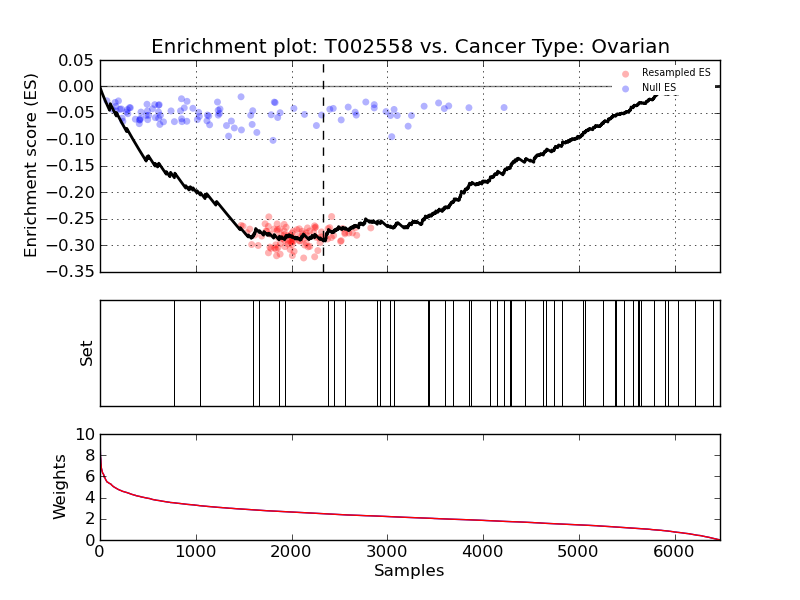 Enrichment plot: T002558 vs. Cancer Type: Ovarian
0.05
0.00
−0.05
−0.10
−0.15
−0.20
−0.25
−0.30
−0.35
Enrichment score (ES)
Resampled ES
Null ES
Set
10
8
6
4
2
0
Weights
0 1000 2000 3000 4000 5000 6000
Samples